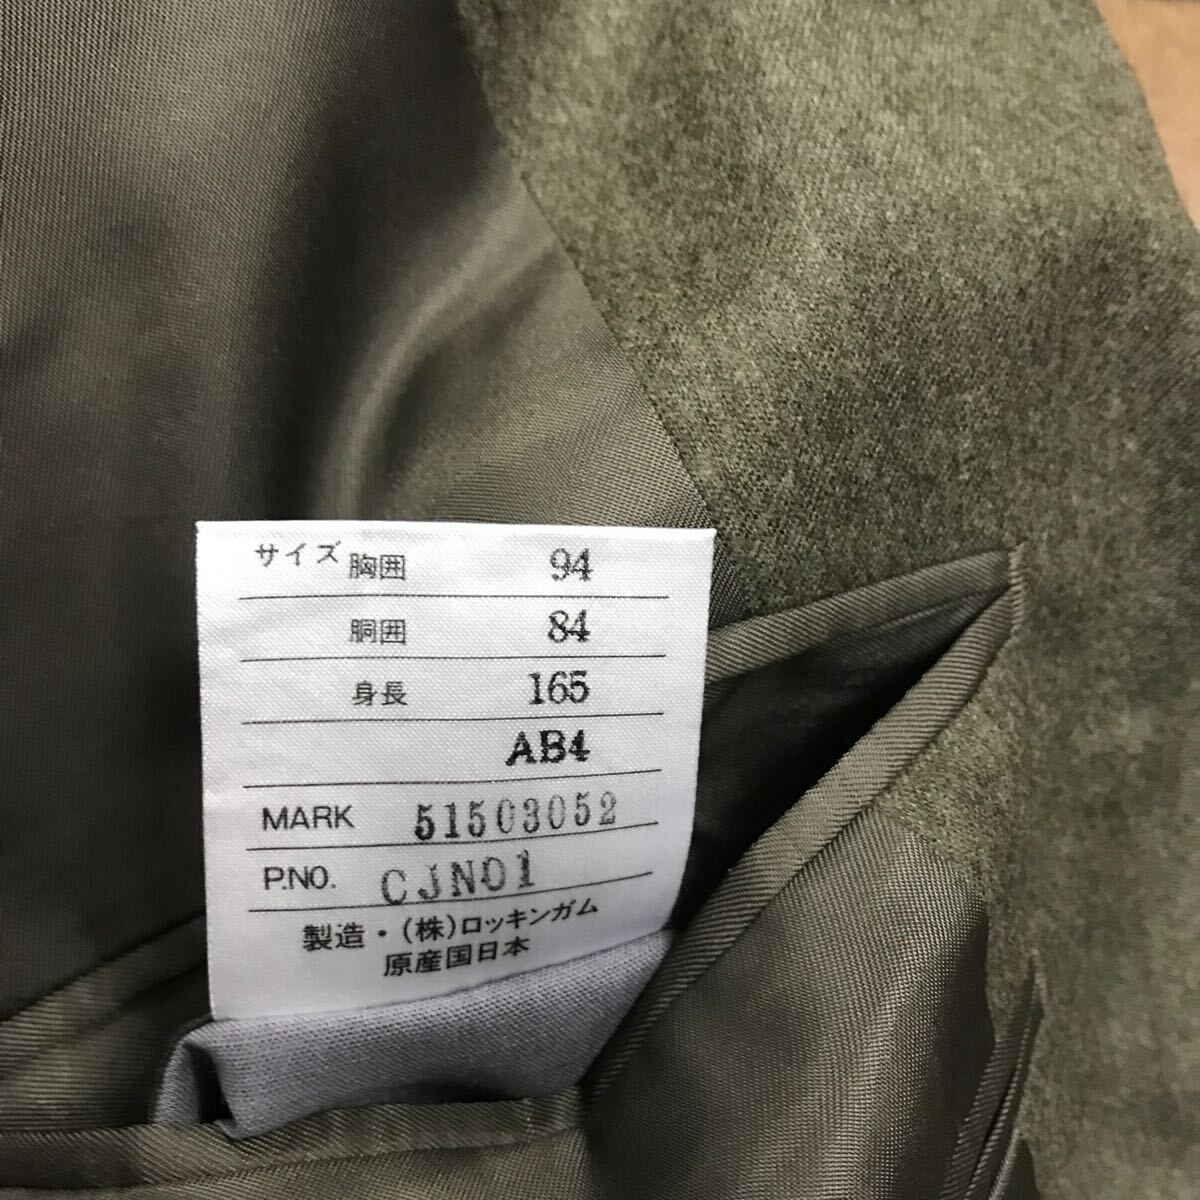 サイズ 胸囲 94
胴囲 84
身長 165
AB4
MARK 51503052
P.NO. CJN01
製造・(株)ロッキンガム
原産国日本